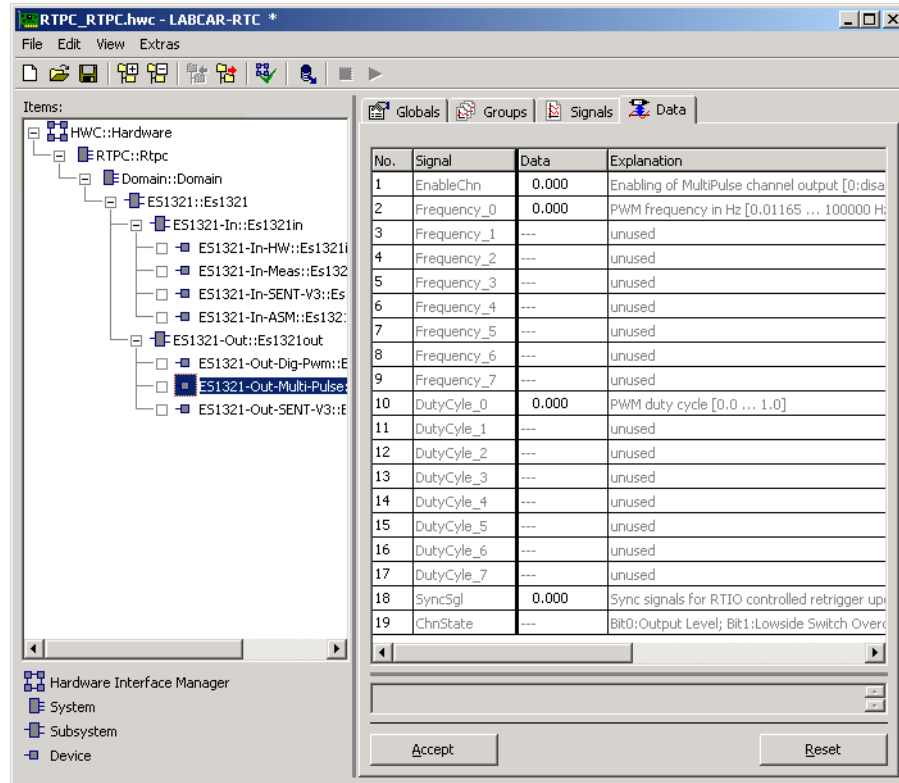 RTPC_RTPC.hwc - LABCAR-RTC *
File Edit View Extras
Items:
HWC::Hardware
RTPC::Rtpc
Domain::Domain
ES1321::Es1321
ES1321-In::Es1321in
ES1321-In-HW::Es1321i
ES1321-In-Meas::Es132
ES1321-In-SENT-V3::Es
ES1321-In-ASM::Es132
ES1321-Out::Es1321out
ES1321-Out-Dig-Pwm::E
ES1321-Out-Multi-Pulse:
ES1321-Out-SENT-V3::E
Hardware Interface Manager
System
Subsystem
Device
Globals Groups Signals Data
No. Signal Data Explanation
1 EnableChn 0.000 Enabling of MultiPulse channel output [0:disa
2 Frequency_0 0.000 PWM frequency in Hz [0.01165 ... 100000 H
3 Frequency_1 --- unused
4 Frequency_2 --- unused
5 Frequency_3 --- unused
6 Frequency_4 --- unused
7 Frequency_5 --- unused
8 Frequency_6 --- unused
9 Frequency_7 --- unused
10 DutyCyle_0 0.000 PWM duty cycle [0.0 ... 1.0]
11 DutyCyle_1 --- unused
12 DutyCyle_2 --- unused
13 DutyCyle_3 --- unused
14 DutyCyle_4 --- unused
15 DutyCyle_5 --- unused
16 DutyCyle_6 --- unused
17 DutyCyle_7 --- unused
18 SyncSgl 0.000 Sync signals for RTIO controlled retrigger up
19 ChnState --- Bit0:Output Level; Bit1:Lowside Switch Over
Accept Reset